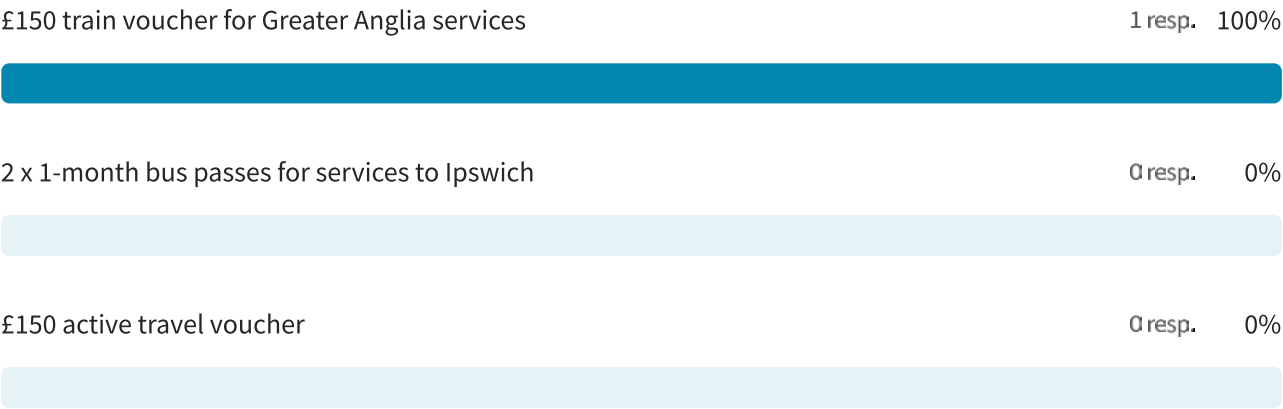 £150 train voucher for Greater Anglia services 1 resp. 100%
2 x 1-month bus passes for services to Ipswich 0 resp. 0%
£150 active travel voucher 0 resp. 0%